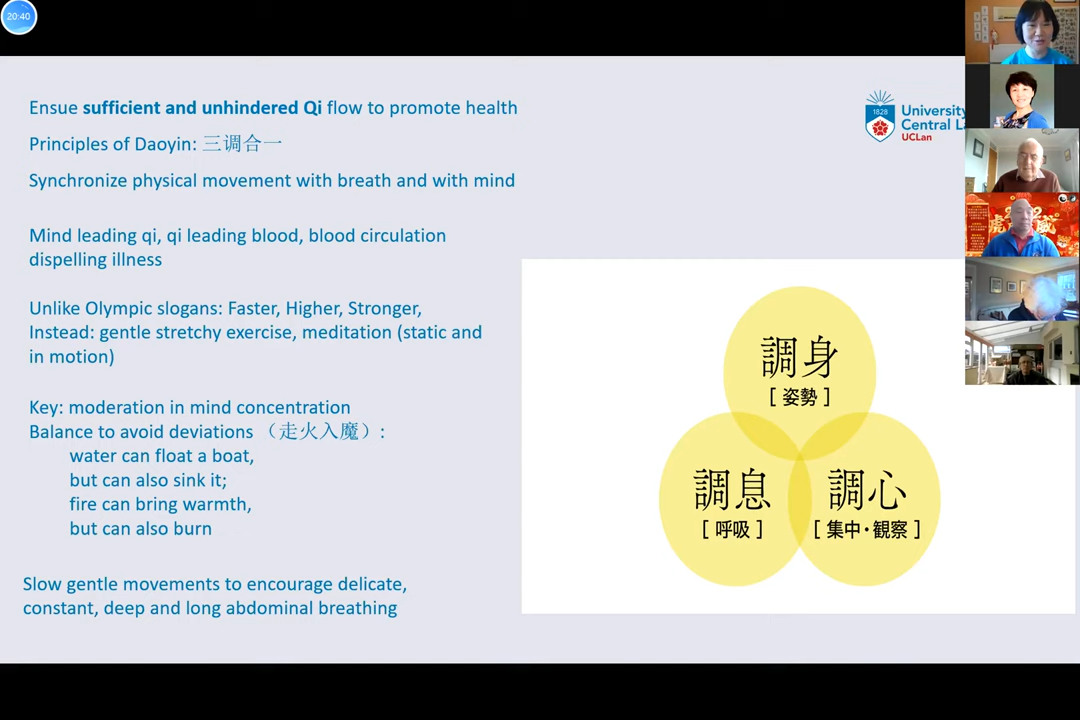 20:40
Ensue sufficient and unhindered Qi flow to promote health
Principles of Daoyin: 三调合一
Synchronize physical movement with breath and with mind
Mind leading qi, qi leading blood, blood circulation
dispelling illness
Unlike Olympic slogans: Faster, Higher, Stronger,
Instead: gentle stretchy exercise, meditation (static and
in motion)
Key: moderation in mind concentration
Balance to avoid deviations （走火入魔）:
water can float a boat,
but can also sink it;
fire can bring warmth,
but can also burn
Slow gentle movements to encourage delicate,
constant, deep and long abdominal breathing
1828
University
Central La
UCLan
調身
[ 姿勢 ]
調息
[ 呼吸 ]
調心
[ 集中・観察 ]